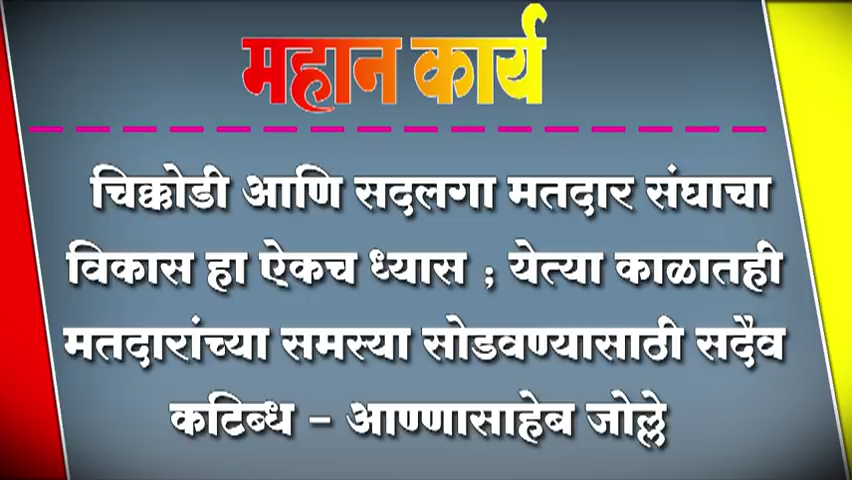 महान कार्य
चिक्कोडी आणि सदलगा मतदार संघाचा
विकास हा ऐकच ध्यास ; येत्या काळातही
मतदारांच्या समस्या सोडवण्यासाठी सदैव
कटिब्ध - आण्णासाहेब जोल्ले